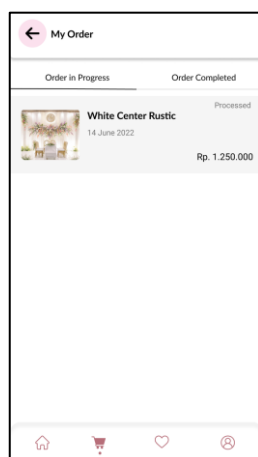 My Order
Order in Progress
Order Completed
Processed
White Center Rustic
14 June 2022
Rp. 1.250.000